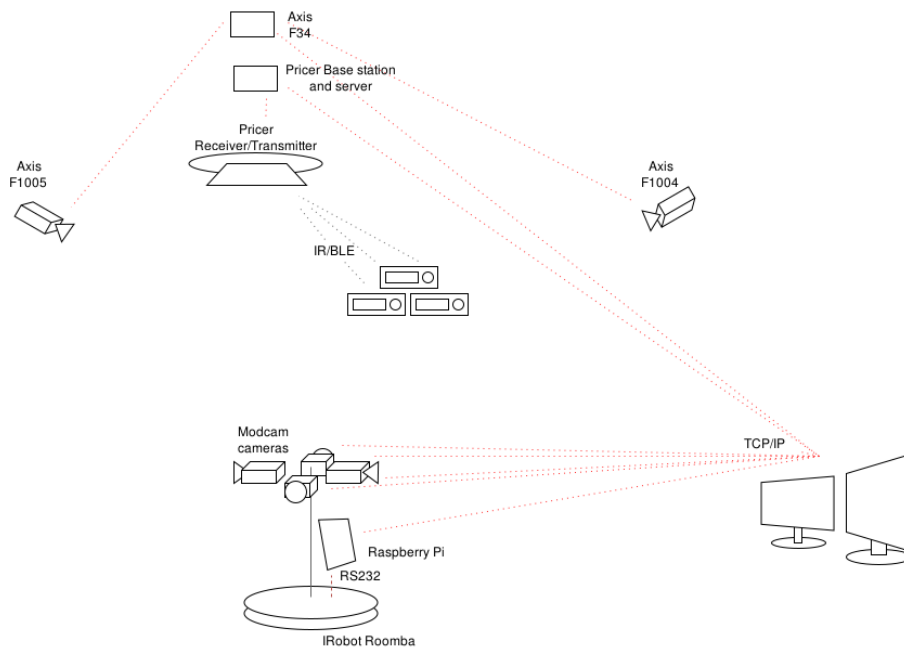 Axis
F34
Pricer Base station
and server
Pricer
Receiver/Transmitter
Axis
F1005
Axis
F1004
IR/BLE
Modcam
cameras
TCP/IP
Raspberry Pi
RS232
IRobot Roomba